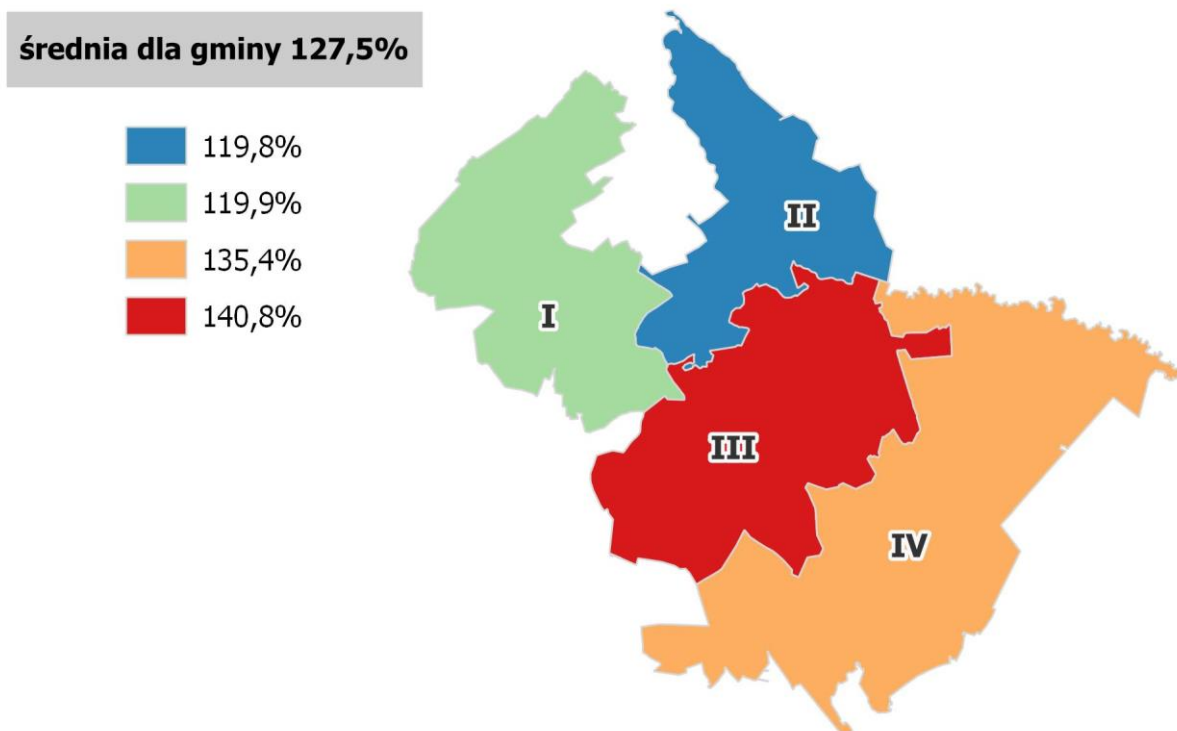 średnia dla gminy 127,5%
119,8%
119,9%
135,4%
140,8%
I
II
III
IV